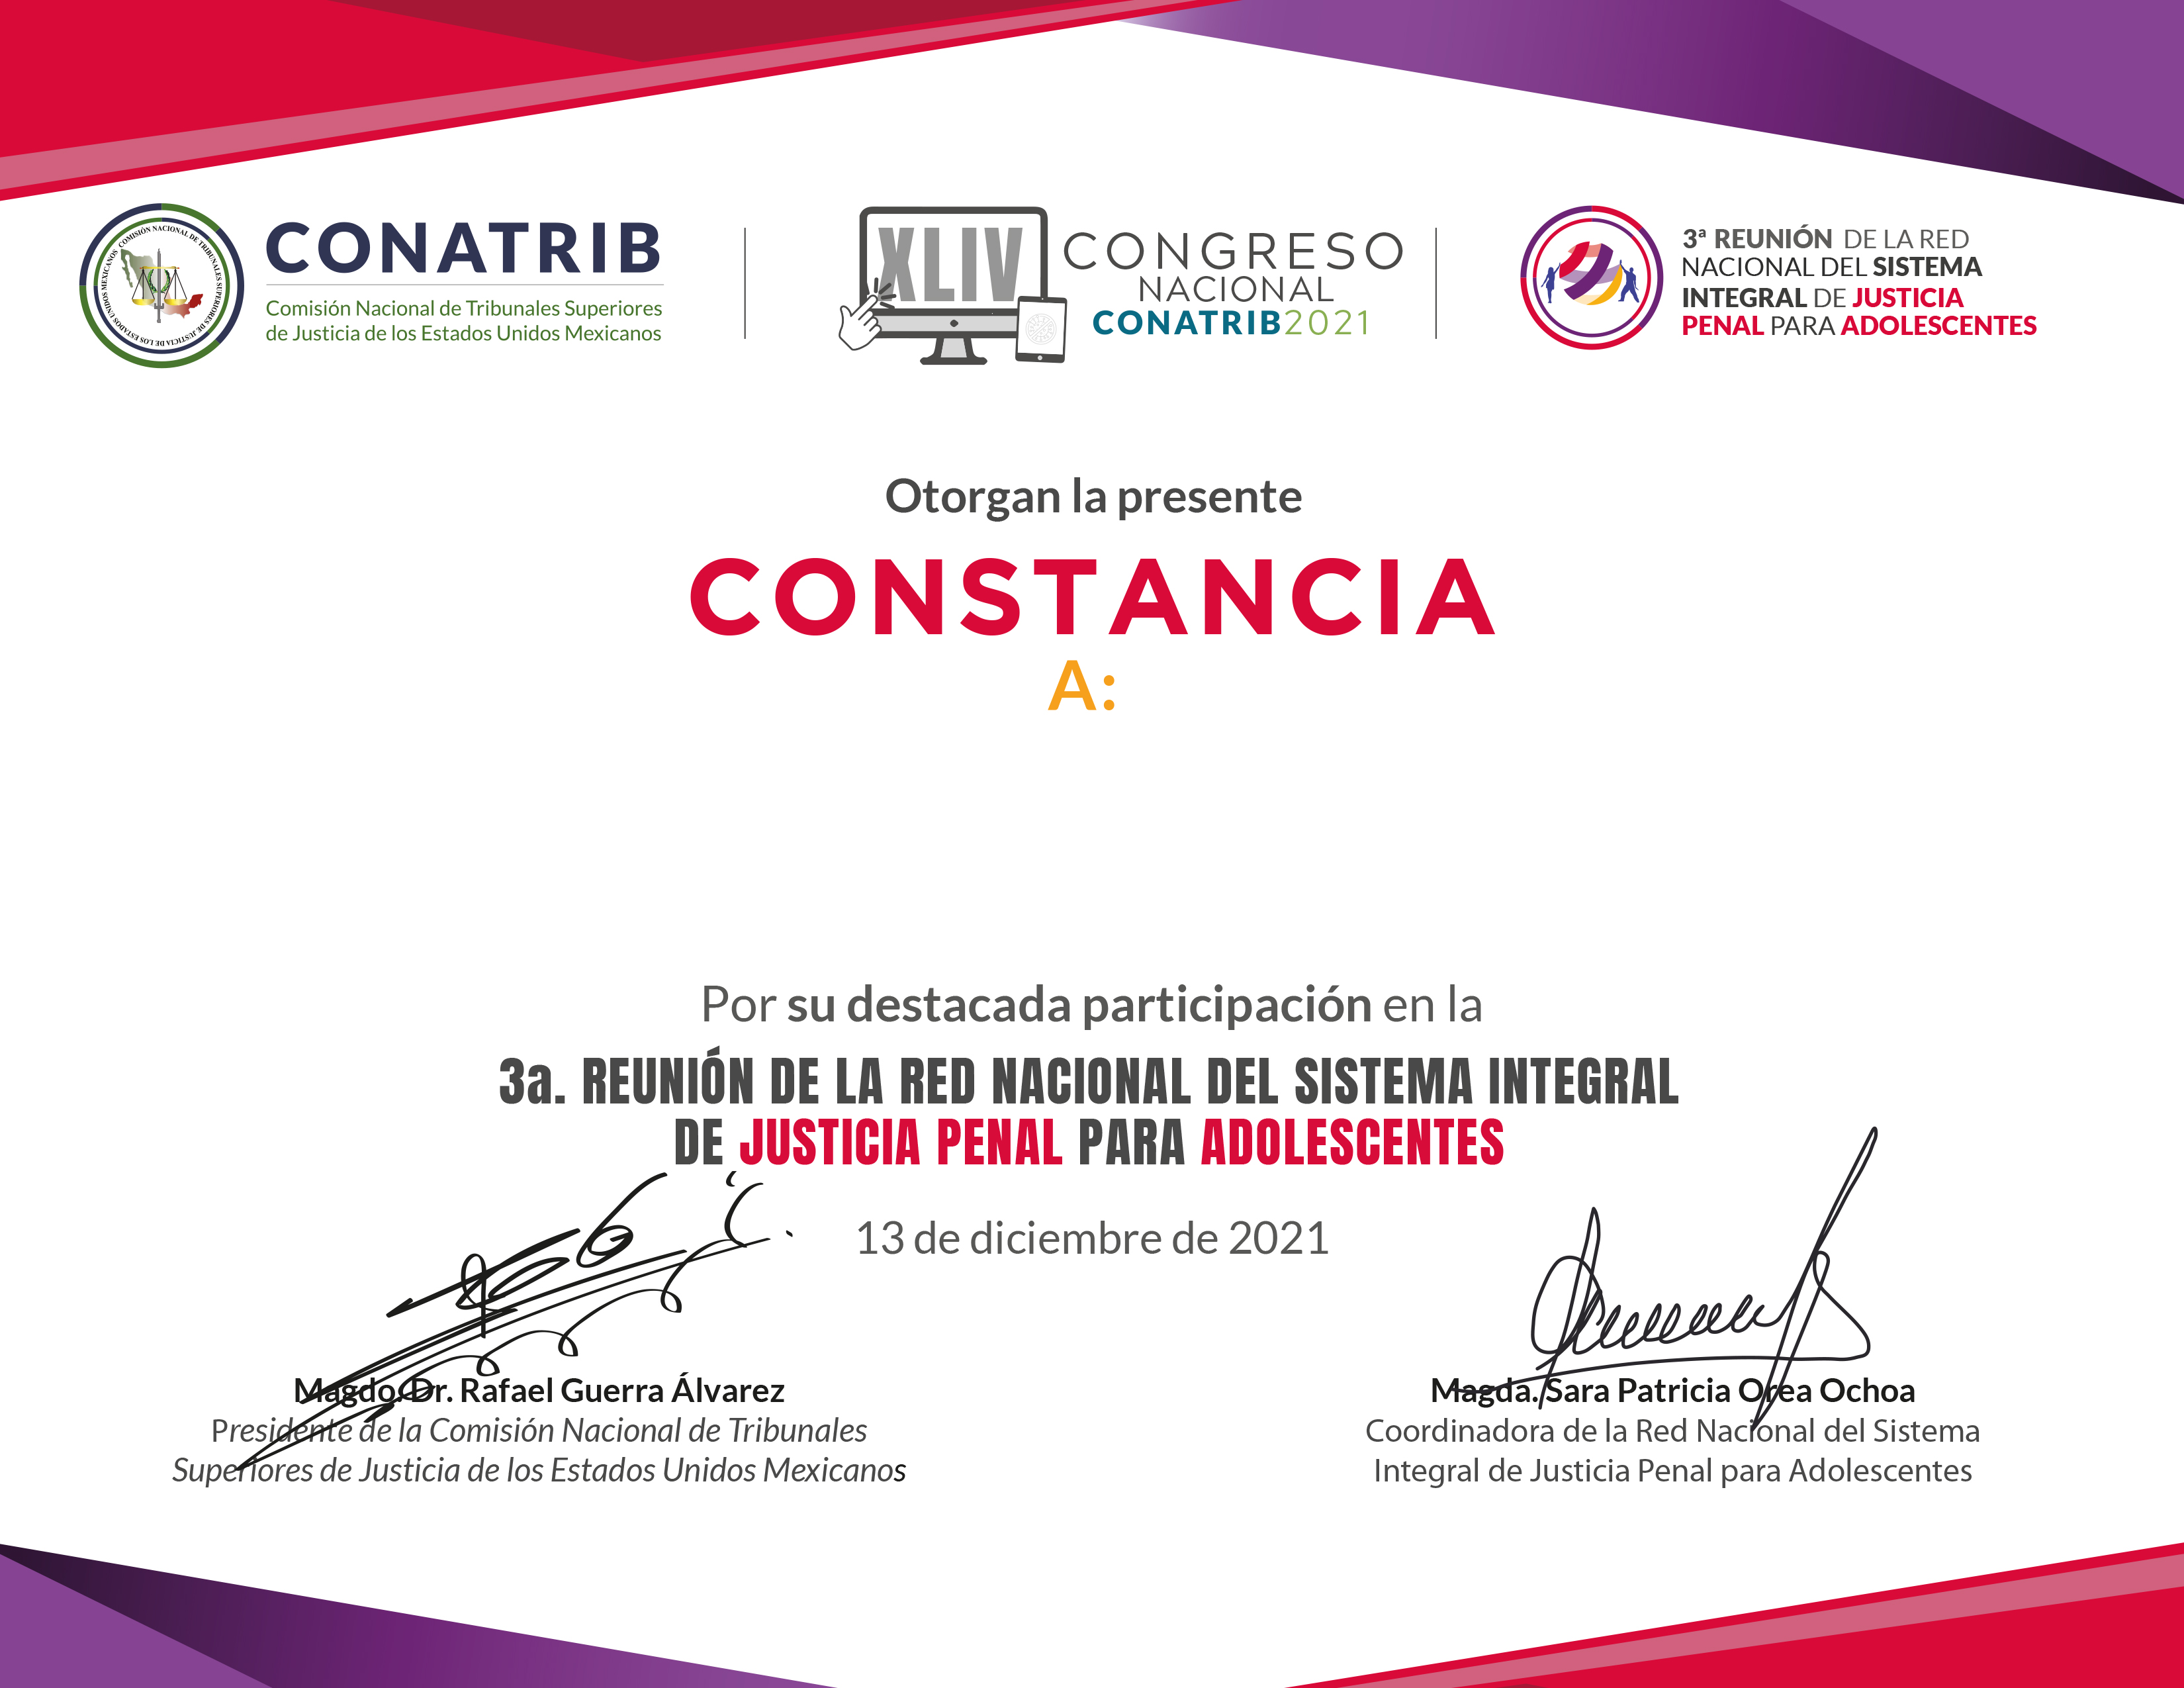 COMISIÓN NACIONAL DE TRIBUNALES SUPERIORES DE JUSTICIA DE LOS ESTADOS UNIDOS MEXICANOS
CONATRIB
Comisión Nacional de Tribunales Superiores
de Justicia de los Estados Unidos Mexicanos
XLIV
CONGRESO
NACIONAL
CONATRIB2021
3ª REUNIÓN DE LA RED
NACIONAL DEL SISTEMA
INTEGRAL DE JUSTICIA
PENAL PARA ADOLESCENTES
Otorgan la presente
CONSTANCIA
A:
Por su destacada participación en la
3a. REUNIÓN DE LA RED NACIONAL DEL SISTEMA INTEGRAL
DE JUSTICIA PENAL PARA ADOLESCENTES
13 de diciembre de 2021
Magdo. Dr. Rafael Guerra Álvarez
Presidente de la Comisión Nacional de Tribunales
Superiores de Justicia de los Estados Unidos Mexicanos
Magda. Sara Patricia Orea Ochoa
Coordinadora de la Red Nacional del Sistema
Integral de Justicia Penal para Adolescentes